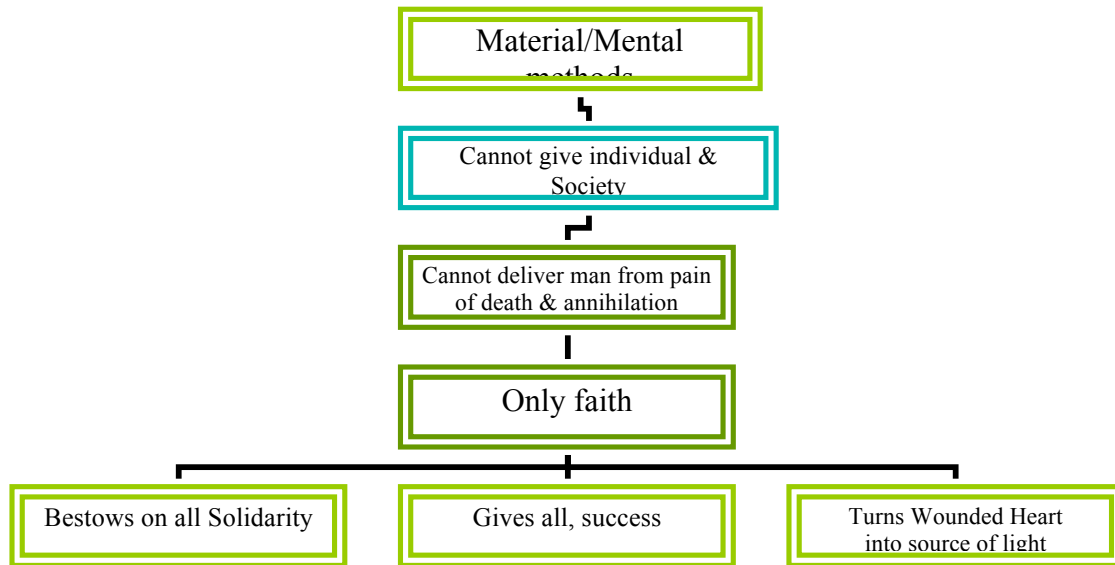 Material/Mental
methods
Cannot give individual &
Society
Cannot deliver man from pain
of death & annihilation
Only faith
Bestows on all Solidarity
Gives all, success
Turns Wounded Heart
into source of light